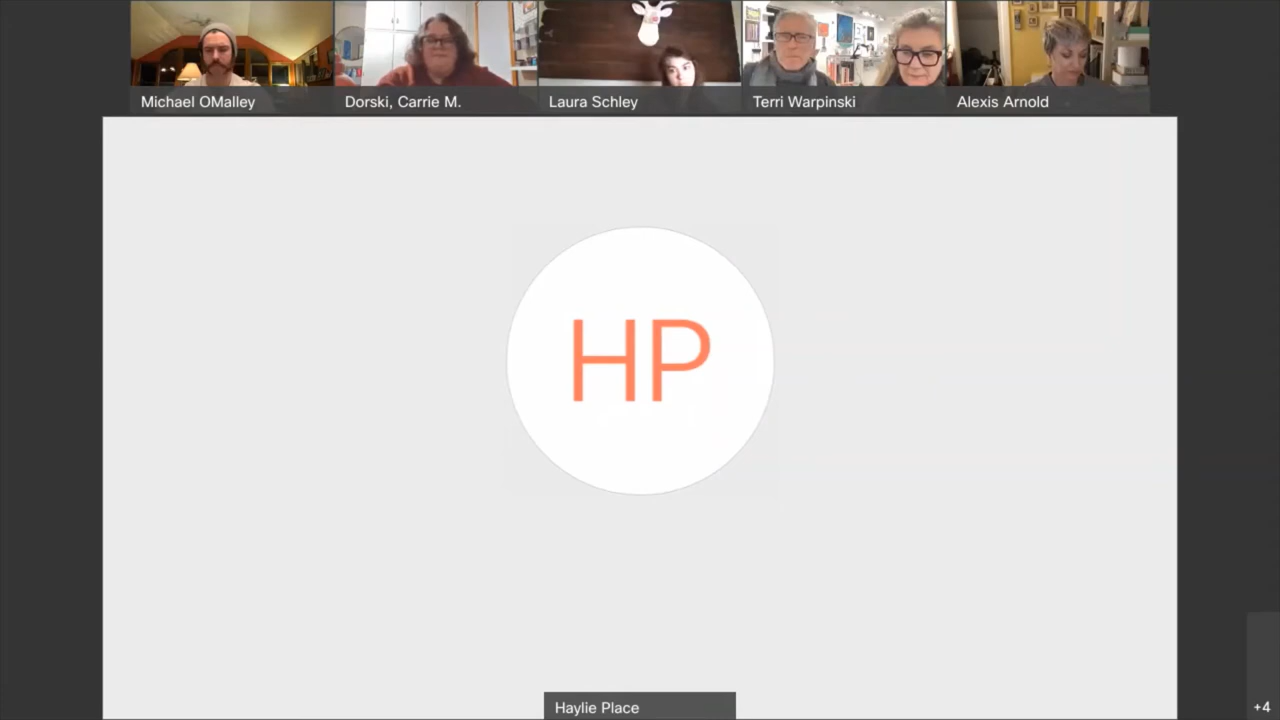 Michael OMalley
Dorski, Carrie M.
Laura Schley
Terri Warpinski
Alexis Arnold
HP
Haylie Place
+4